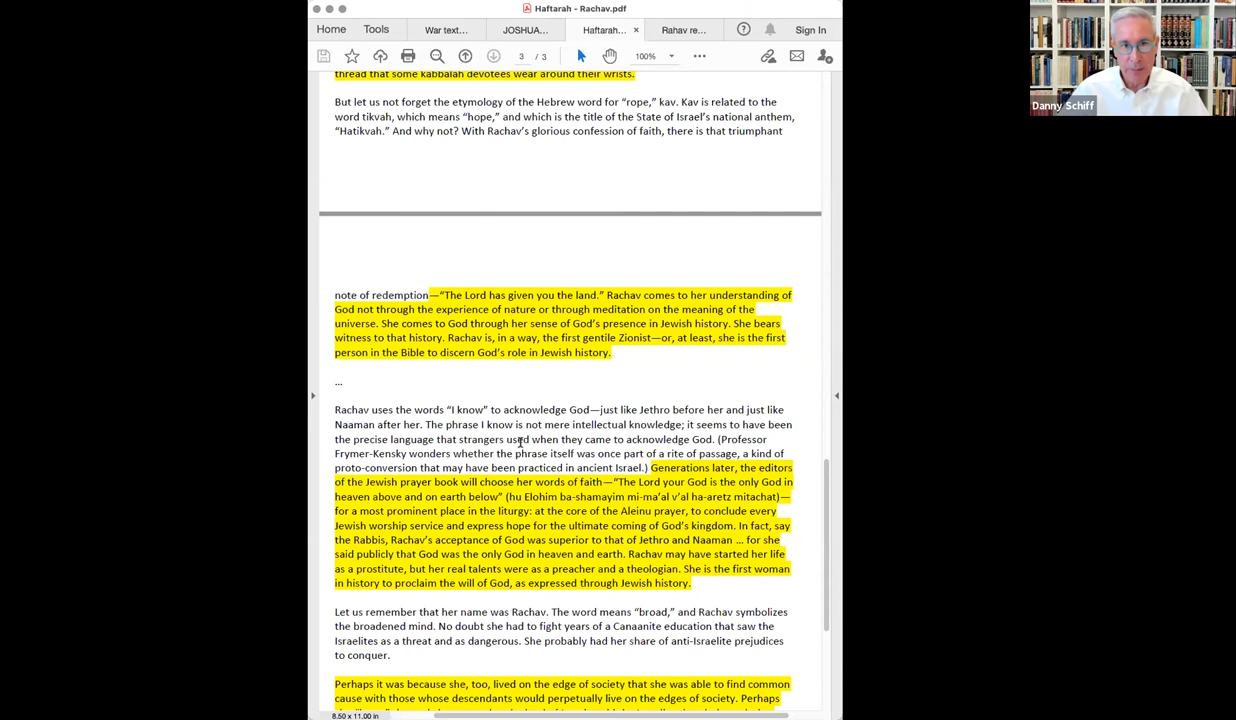 Haftarah - Rachav.pdf
Home Tools War text... JOSHUA... Haftarah... × Rahav re... Sign In
3 / 3 100%
thread that some kabbalah devotees wear around their wrists.
But let us not forget the etymology of the Hebrew word for “rope,” kav. Kav is related to the
word tikvah, which means “hope,” and which is the title of the State of Israel’s national anthem,
“Hatikvah.” And why not? With Rachav’s glorious confession of faith, there is that triumphant
note of redemption—“The Lord has given you the land.” Rachav comes to her understanding of
God not through the experience of nature or through meditation on the meaning of the
universe. She comes to God through her sense of God’s presence in Jewish history. She bears
witness to that history. Rachav is, in a way, the first gentile Zionist—or, at least, she is the first
person in the Bible to discern God’s role in Jewish history.
...
Rachav uses the words “I know” to acknowledge God—just like Jethro before her and just like
Naaman after her. The phrase I know is not mere intellectual knowledge; it seems to have been
the precise language that strangers used when they came to acknowledge God. (Professor
Frymer-Kensky wonders whether the phrase itself was once part of a rite of passage, a kind of
proto-conversion that may have been practiced in ancient Israel.) Generations later, the editors
of the Jewish prayer book will choose her words of faith—“The Lord your God is the only God in
heaven above and on earth below” (hu Elohim ba-shamayim mi-ma’al v’al ha-aretz mitachat)—
for a most prominent place in the liturgy: at the core of the Aleinu prayer, to conclude every
Jewish worship service and express hope for the ultimate coming of God’s kingdom. In fact, say
the Rabbis, Rachav’s acceptance of God was superior to that of Jethro and Naaman ... for she
said publicly that God was the only God in heaven and earth. Rachav may have started her life
as a prostitute, but her real talents were as a preacher and a theologian. She is the first woman
in history to proclaim the will of God, as expressed through Jewish history.
Let us remember that her name was Rachav. The word means “broad,” and Rachav symbolizes
the broadened mind. No doubt she had to fight years of a Canaanite education that saw the
Israelites as a threat and as dangerous. She probably had her share of anti-Israelite prejudices
to conquer.
Perhaps it was because she, too, lived on the edge of society that she was able to find common
cause with those whose descendants would perpetually live on the edges of society. Perhaps
8.50 x 11.00 in
Danny Schiff